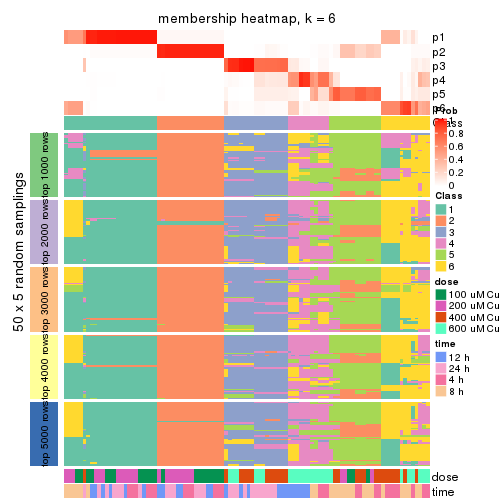 membership heatmap, k = 6
p1
p2
p3
p4
p5
p6
Class
Prob
1
0.8
0.6
0.4
0.2
0
Class
1
2
3
4
5
6
dose
100 uM Cu
200 uM Cu
400 uM Cu
600 uM Cu
time
12 h
24 h
4 h
8 h
50 x 5 random samplings
top 1000 rows
top 2000 rows
top 3000 rows
top 4000 rows
top 5000 rows
dose
time